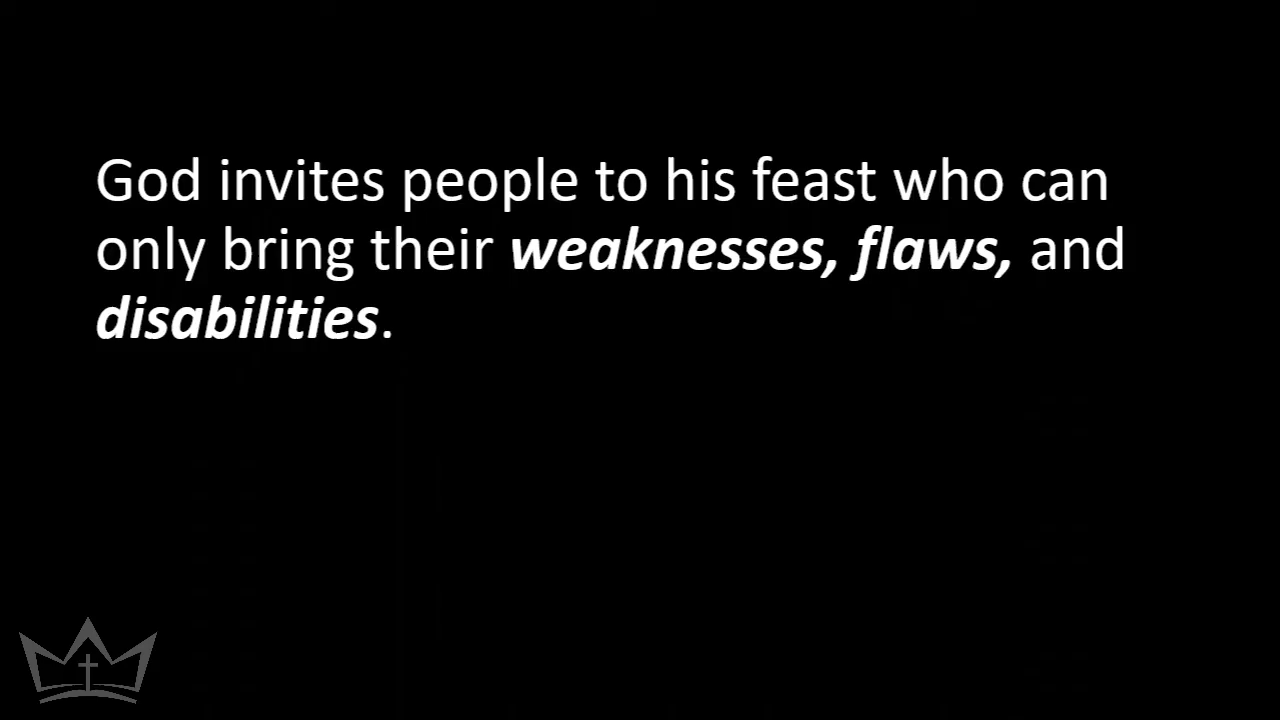 God invites people to his feast who can
only bring their weaknesses, flaws, and
disabilities.